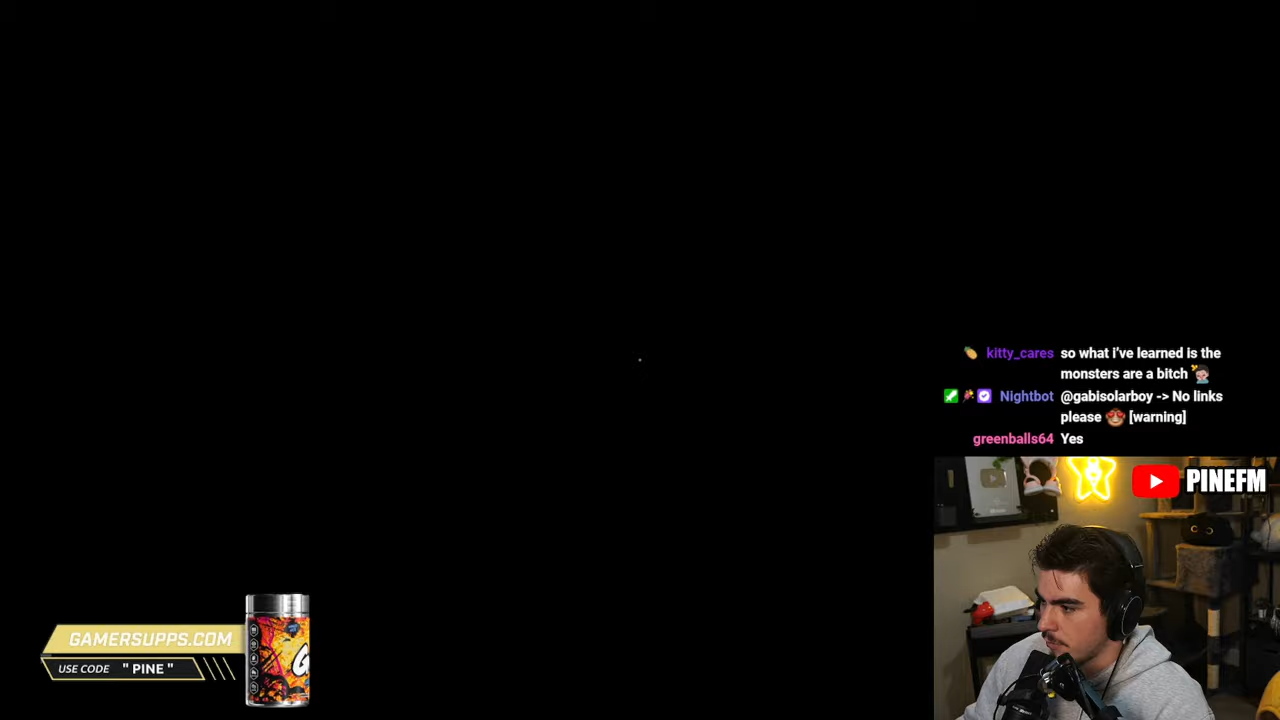 kitty_cares so what i've learned is the
monsters are a bitch
Nightbot @gabisolarboy -> No links
please [warning]
greenballs64 Yes
PINEFM
GAMERSUPPS.COM
USE CODE " PINE "
G